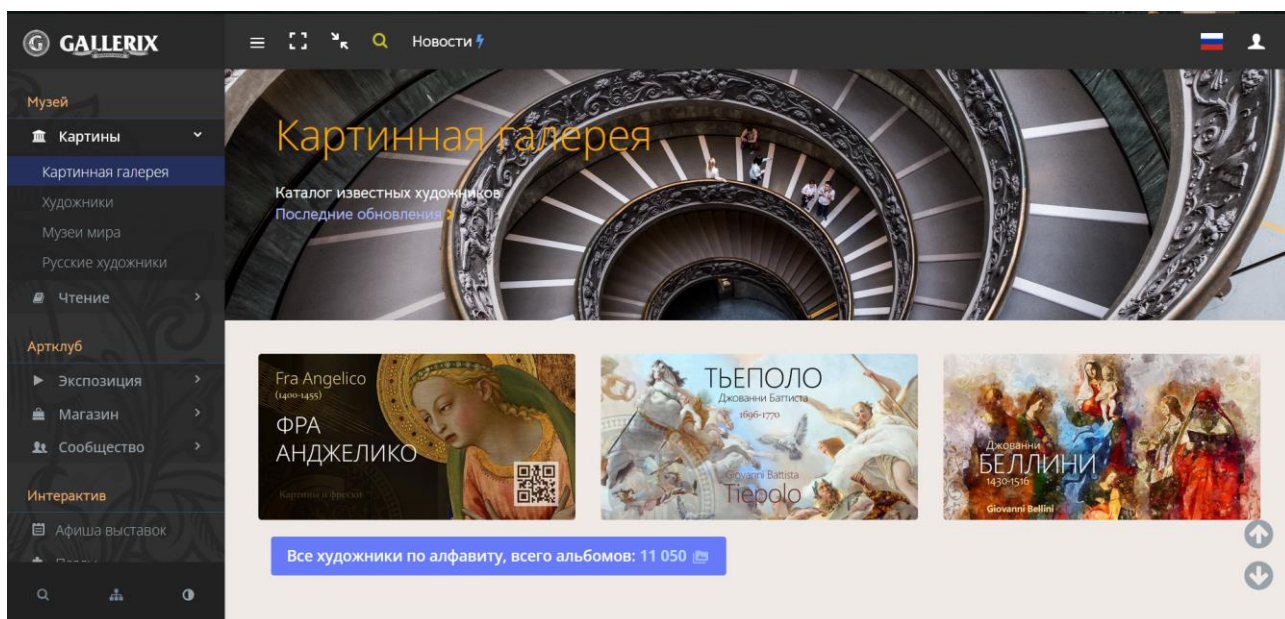 GALLERIX
Новости
Музей
Картины
Картинная галерея
Художники
Музеи мира
Русские художники
Чтение
Артклуб
Экспозиция
Магазин
Сообщество
Интерактив
Афиша выставок
Картинная галерея
Каталог известных художников
Последние обновления
Fra Angelico
(1400-1455)
ФРА
АНДЖЕЛИКО
Картины и фрески
ТЬЕПОЛО
Джованни Баттиста
1696-1770
Giovanni Battista
Tiepolo
Джованни
БЕЛЛИНИ
1430-1516
Giovanni Bellini
Все художники по алфавиту, всего альбомов: 11 050